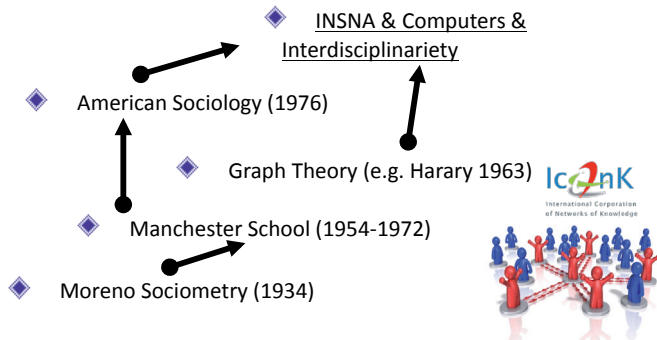 INSNA & Computers &
Interdisciplinariety
American Sociology (1976)
Graph Theory (e.g. Harary 1963)
IcanK
International Corporation
of Networks of Knowledge
Manchester School (1954-1972)
Moreno Sociometry (1934)